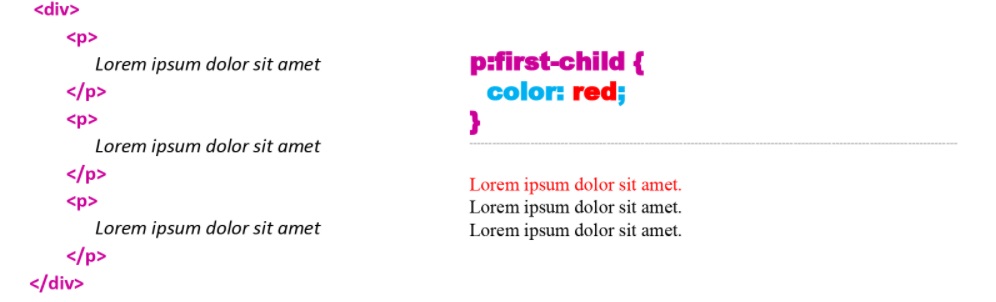 <div>
<p>
Lorem ipsum dolor sit amet
</p>
<p>
Lorem ipsum dolor sit amet
</p>
<p>
Lorem ipsum dolor sit amet
</p>
</div>
p:first-child {
color: red;
}
Lorem ipsum dolor sit amet.
Lorem ipsum dolor sit amet.
Lorem ipsum dolor sit amet.